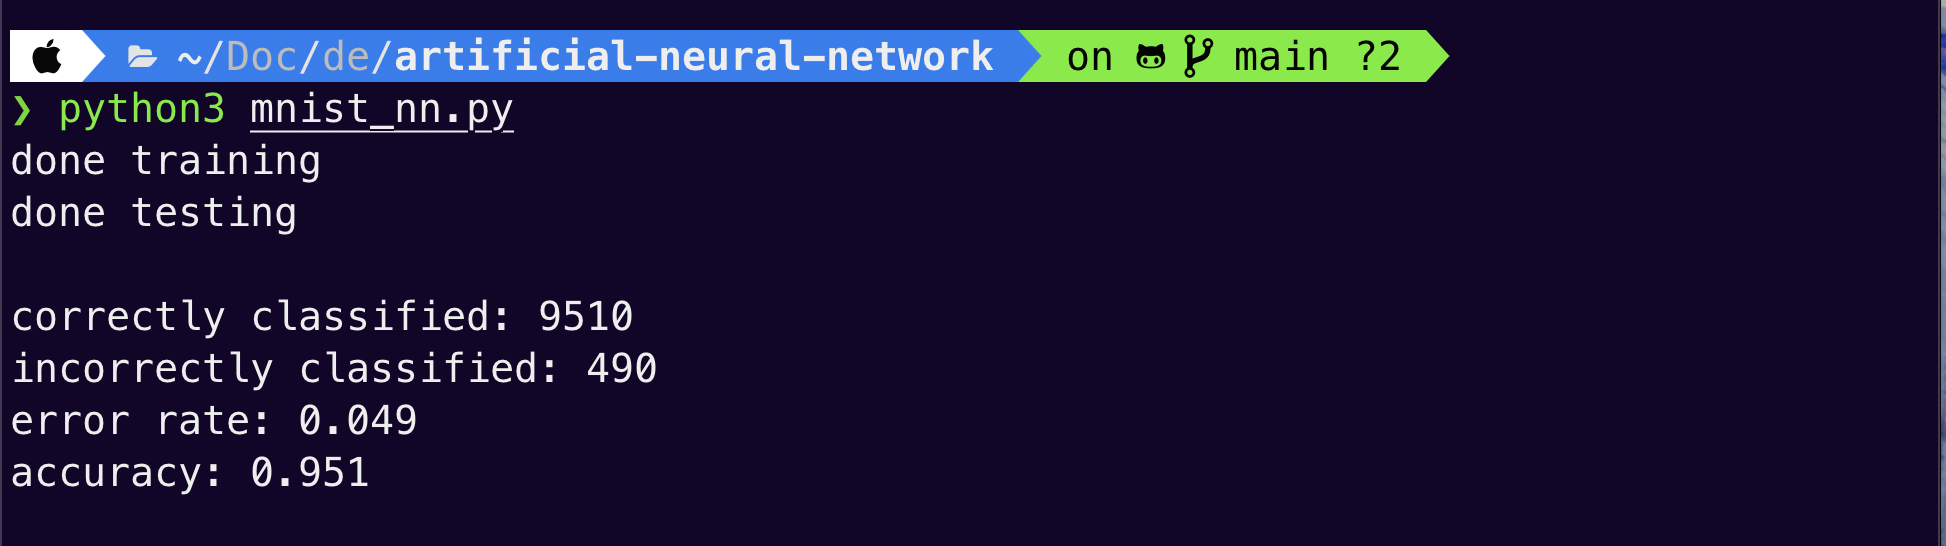 ~/Doc/de/artificial-neural-network on main ?2
❯ python3 mnist_nn.py
done training
done testing
correctly classified: 9510
incorrectly classified: 490
error rate: 0.049
accuracy: 0.951